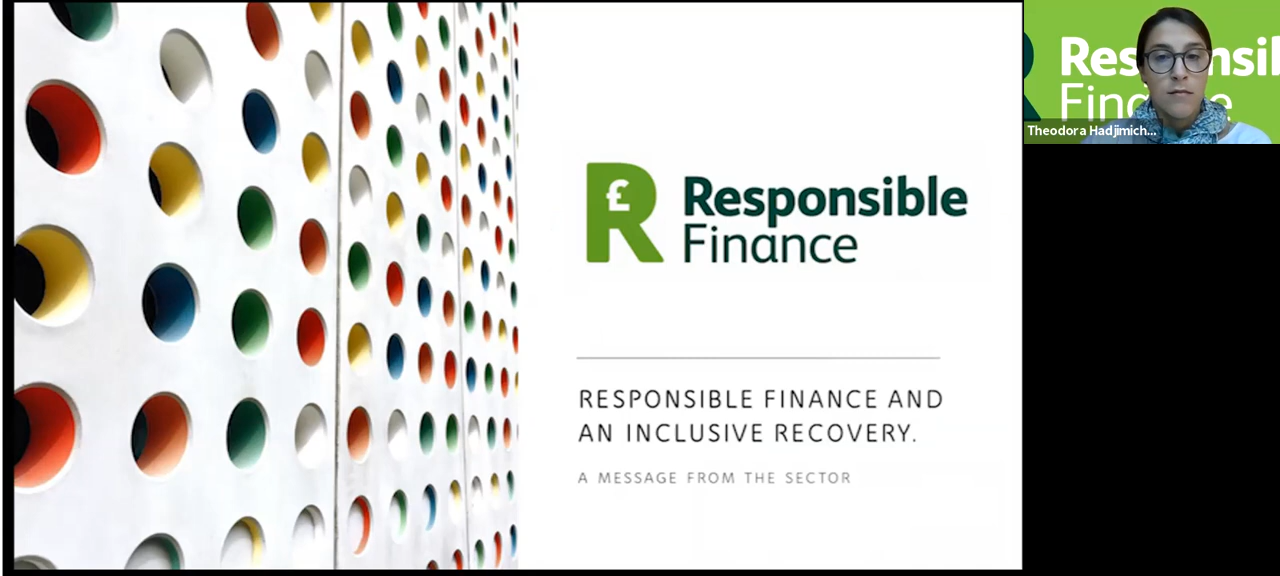 £
Responsible
Finance
RESPONSIBLE FINANCE AND
AN INCLUSIVE RECOVERY.
A MESSAGE FROM THE SECTOR
Theodora Hadjimich...